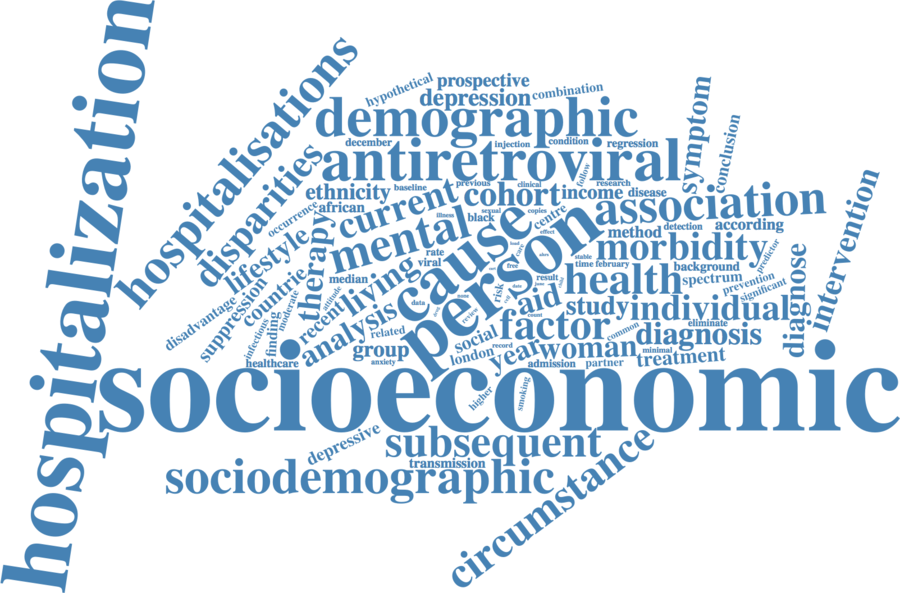 hospitalization
hospitalisations
hypothetical
prospective
depression
combination
demographic
symptom
conclusion
december
injection
condition
regression
antiretroviral
disparities
ethnicity
baseline
previous
clinical
follow
research
african
current
cohort
income
disease
occurrence
illness
sexual
copies
black
centre
association
lifestyle
therapy
mental
cause
person
effect
method
detection
according
intervention
rate
viral
morbidity
predictor
stable
time
february
background
disadvantage
suppression
countrie
median
living
free
result
health
spectrum
prevention
significant
diagnose
infectious
moderate
finding
recent
attitude
data
risk
aid
study
individual
analysis
related
review
social
factor
count
common
eliminate
diagnosis
healthcare
group
anxiety
london
record
year
woman
minimal
treatment
admission
partner
higher
smoking
socioeconomic
depressive
subsequent
transmission
sociodemographic
circumstance